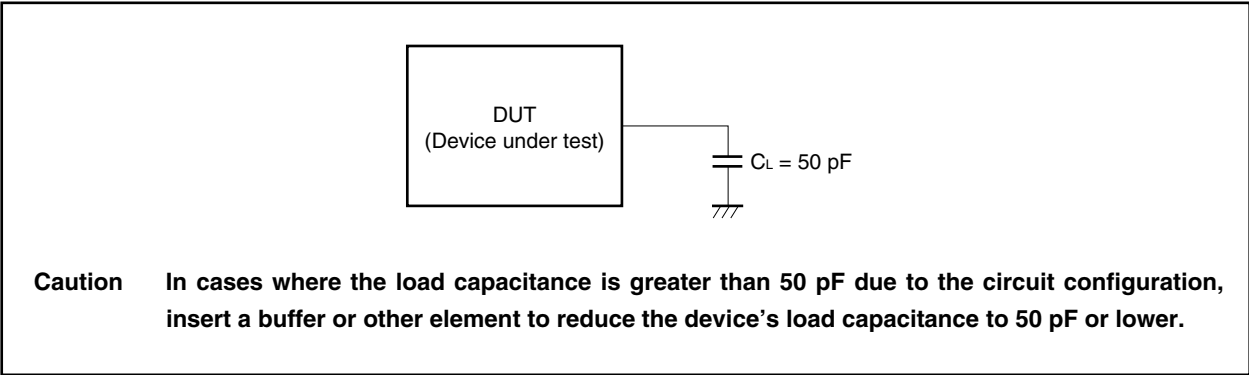 DUT
(Device under test)
CL = 50 pF
Caution In cases where the load capacitance is greater than 50 pF due to the circuit configuration,
insert a buffer or other element to reduce the device's load capacitance to 50 pF or lower.